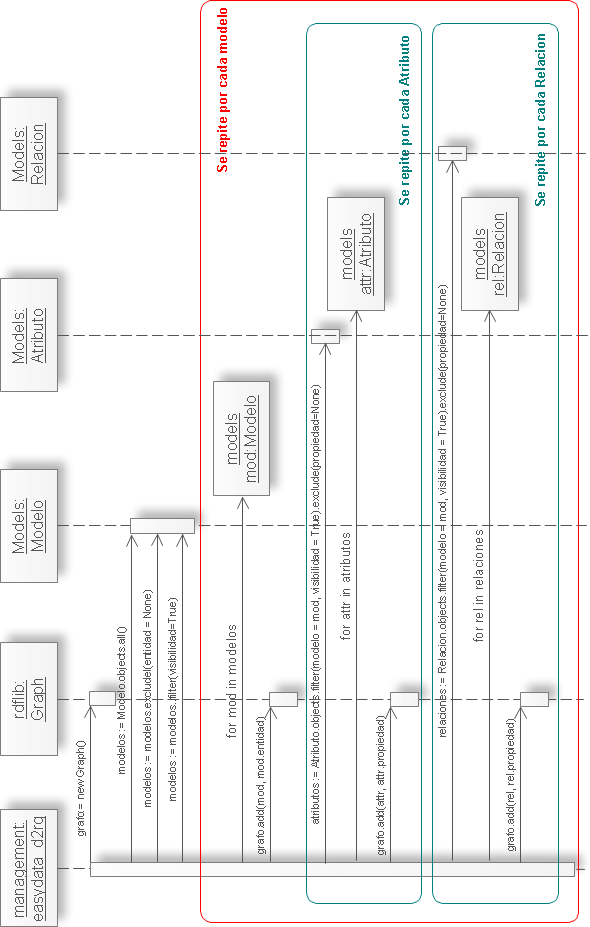 management:
easydata_d2rq
rdflib:
Graph
Models:
Modelo
Models:
Atributo
Models:
Relacion
grafo:= new Graph()
modelos := Modelo.objects.all()
modelos := modelos.excludel(entidad = None)
modelos := modelos.|filter(visibilidad=True)
Se repite por cada modelo
for mod in modelos
models
mod:Modelo
grafo.add(mod, mod.entidad)
Se repite por cada Atributo
atributos := Atributo.objects.filter(modelo = mod, visibilidad = True).exclude(propiedad=None)
for attr in atributos
models
attr:Atributo
grafo.add(attr, attr.propiedad)
Se repite por cada Relacion
relaciones := Relacion.objects.filter(modelo = mod, visibilidad = True).exclude(propiedad=None)
for rel in relaciones
models
rel:Relacion
grafo.add(rel, rel.propiedad)